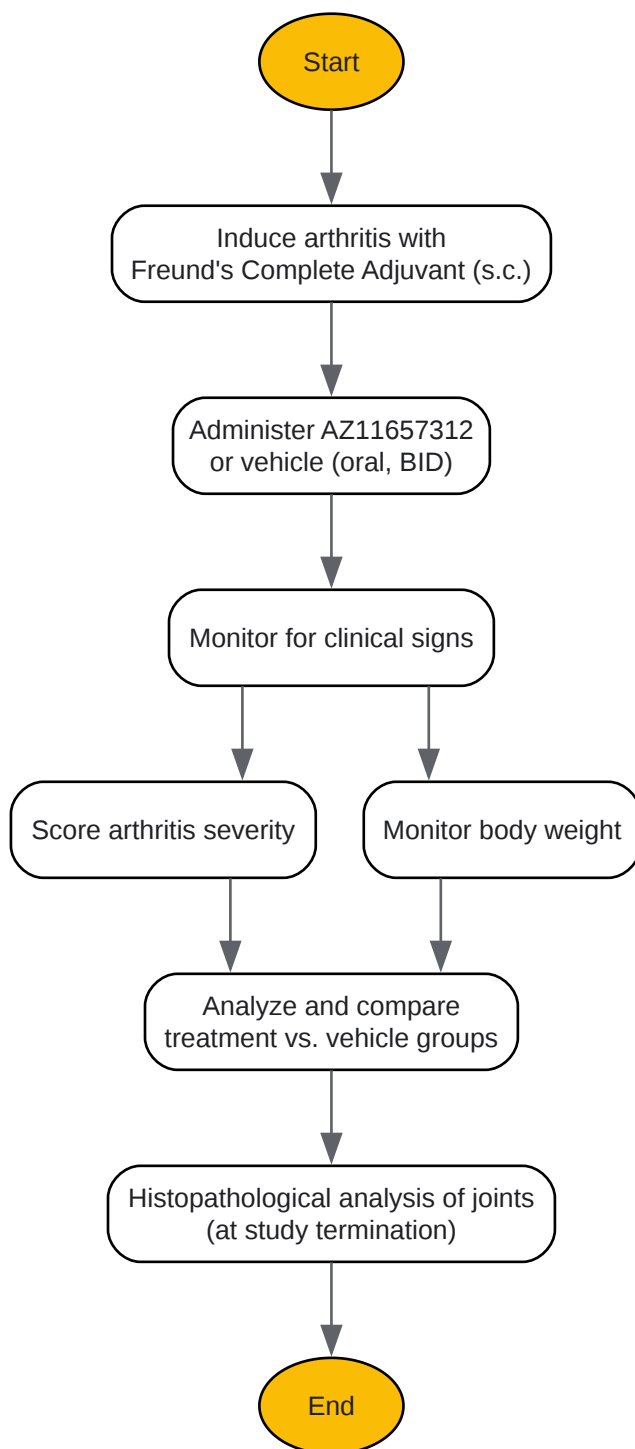 Start
Induce arthritis with
Freund's Complete Adjuvant (s.c.)
Administer AZ11657312
or vehicle (oral, BID)
Monitor for clinical signs
Score arthritis severity
Monitor body weight
Analyze and compare
treatment vs. vehicle groups
Histopathological analysis of joints
(at study termination)
End